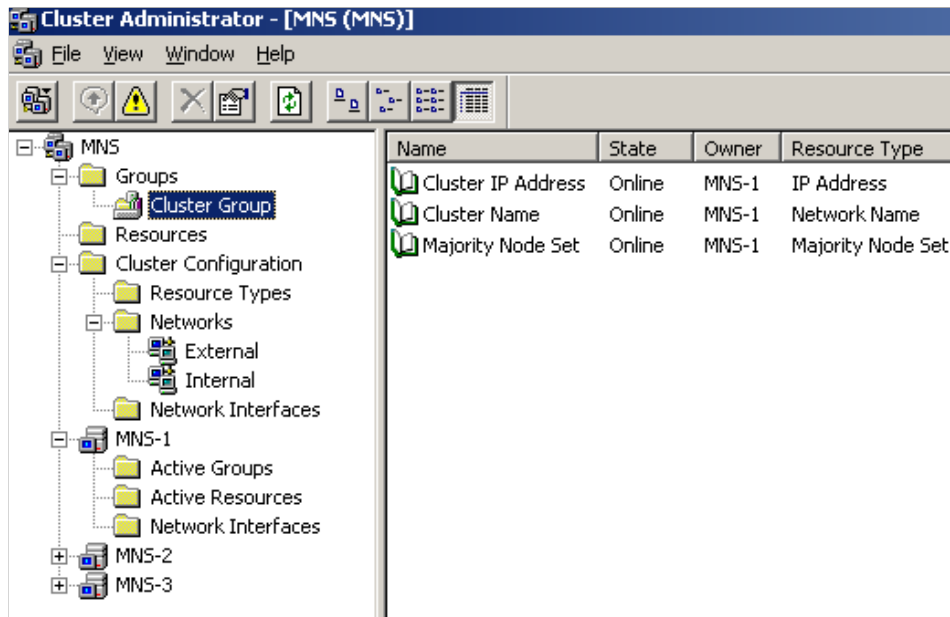 Cluster Administrator - [MNS (MNS)]
File View Window Help
MNS
Groups
Cluster Group
Resources
Cluster Configuration
Resource Types
Networks
External
Internal
Network Interfaces
MNS-1
Active Groups
Active Resources
Network Interfaces
MNS-2
MNS-3
Name State Owner Resource Type
Cluster IP Address Online MNS-1 IP Address
Cluster Name Online MNS-1 Network Name
Majority Node Set Online MNS-1 Majority Node Set